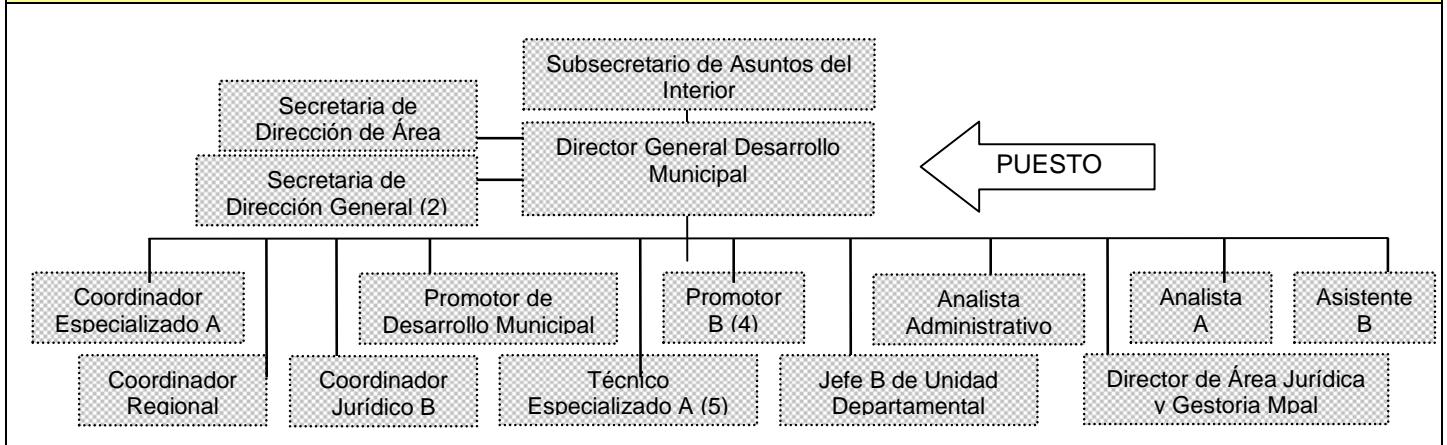 Subsecretario de Asuntos del
Interior
Secretaria de
Dirección de Área
Director General Desarrollo
Municipal
Secretaria de
Dirección General (2)
PUESTO
Coordinador
Especializado A
Promotor de
Desarrollo Municipal
Promotor
B (4)
Analista
Administrativo
Analista
A
Asistente
B
Coordinador
Regional
Coordinador
Jurídico B
Técnico
Especializado A (5)
Jefe B de Unidad
Departamental
Director de Área Jurídica
y Gestoria Mpal